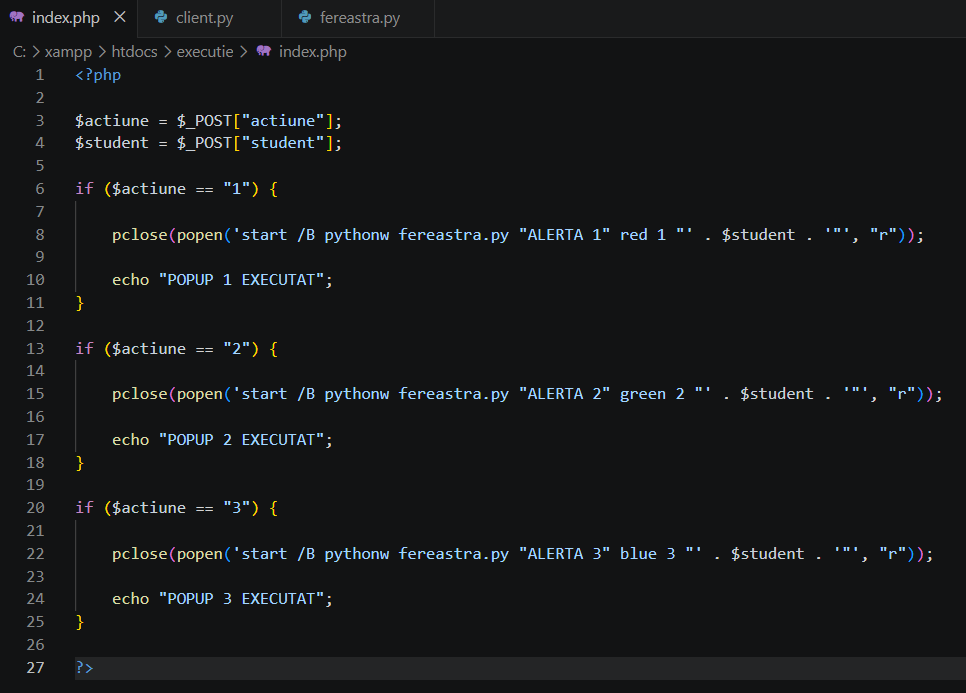 index.php × client.py fereastra.py
C: > xampp > htdocs > executie > index.php
1 <?php
2
3 $actiune = $_POST["actiune"];
4 $student = $_POST["student"];
5
6 if ($actiune == "1") {
7
8 pclose(popen('start /B pythonw fereastra.py "ALERTA 1" red 1 "' . $student . '"', "r"));
9
10 echo "POPUP 1 EXECUTAT";
11 }
12
13 if ($actiune == "2") {
14
15 pclose(popen('start /B pythonw fereastra.py "ALERTA 2" green 2 "' . $student . '"', "r"));
16
17 echo "POPUP 2 EXECUTAT";
18 }
19
20 if ($actiune == "3") {
21
22 pclose(popen('start /B pythonw fereastra.py "ALERTA 3" blue 3 "' . $student . '"', "r"));
23
24 echo "POPUP 3 EXECUTAT";
25 }
26
27 ?>